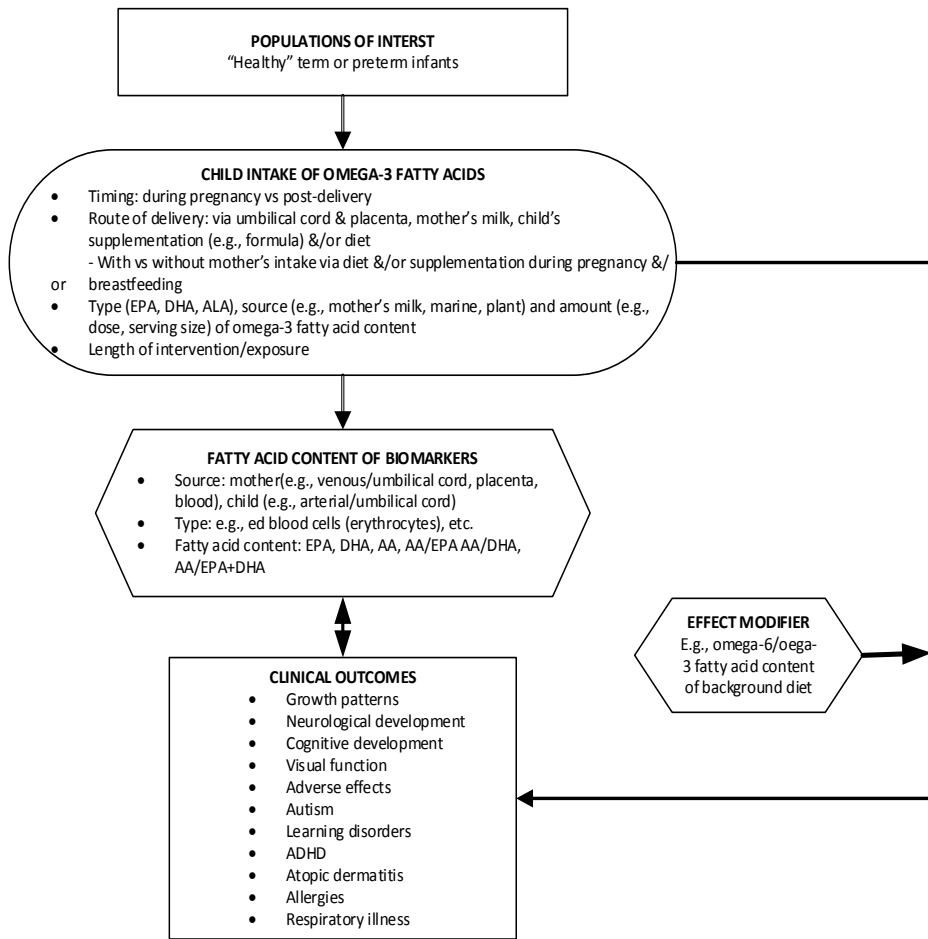 POPULATIONS OF INTERST
“Healthy” term or preterm infants
CHILD INTAKE OF OMEGA-3 FATTY ACIDS
• Timing: during pregnancy vs post-delivery
• Route of delivery: via umbilical cord & placenta, mother’s milk, child’s
supplementation (e.g., formula) &/or diet
- With vs without mother’s intake via diet &/or supplementation during pregnancy &/
or breastfeeding
• Type (EPA, DHA, ALA), source (e.g., mother’s milk, marine, plant) and amount (e.g.,
dose, serving size) of omega-3 fatty acid content
• Length of intervention/exposure
FATTY ACID CONTENT OF BIOMARKERS
• Source: mother(e.g., venous/umbilical cord, placenta,
blood), child (e.g., arterial/umbilical cord)
• Type: e.g., ed blood cells (erythrocytes), etc.
• Fatty acid content: EPA, DHA, AA, AA/EPA AA/DHA,
AA/EPA+DHA
EFFECT MODIFIER
E.g., omega-6/oega-
3 fatty acid content
of background diet
CLINICAL OUTCOMES
• Growth patterns
• Neurological development
• Cognitive development
• Visual function
• Adverse effects
• Autism
• Learning disorders
• ADHD
• Atopic dermatitis
• Allergies
• Respiratory illness